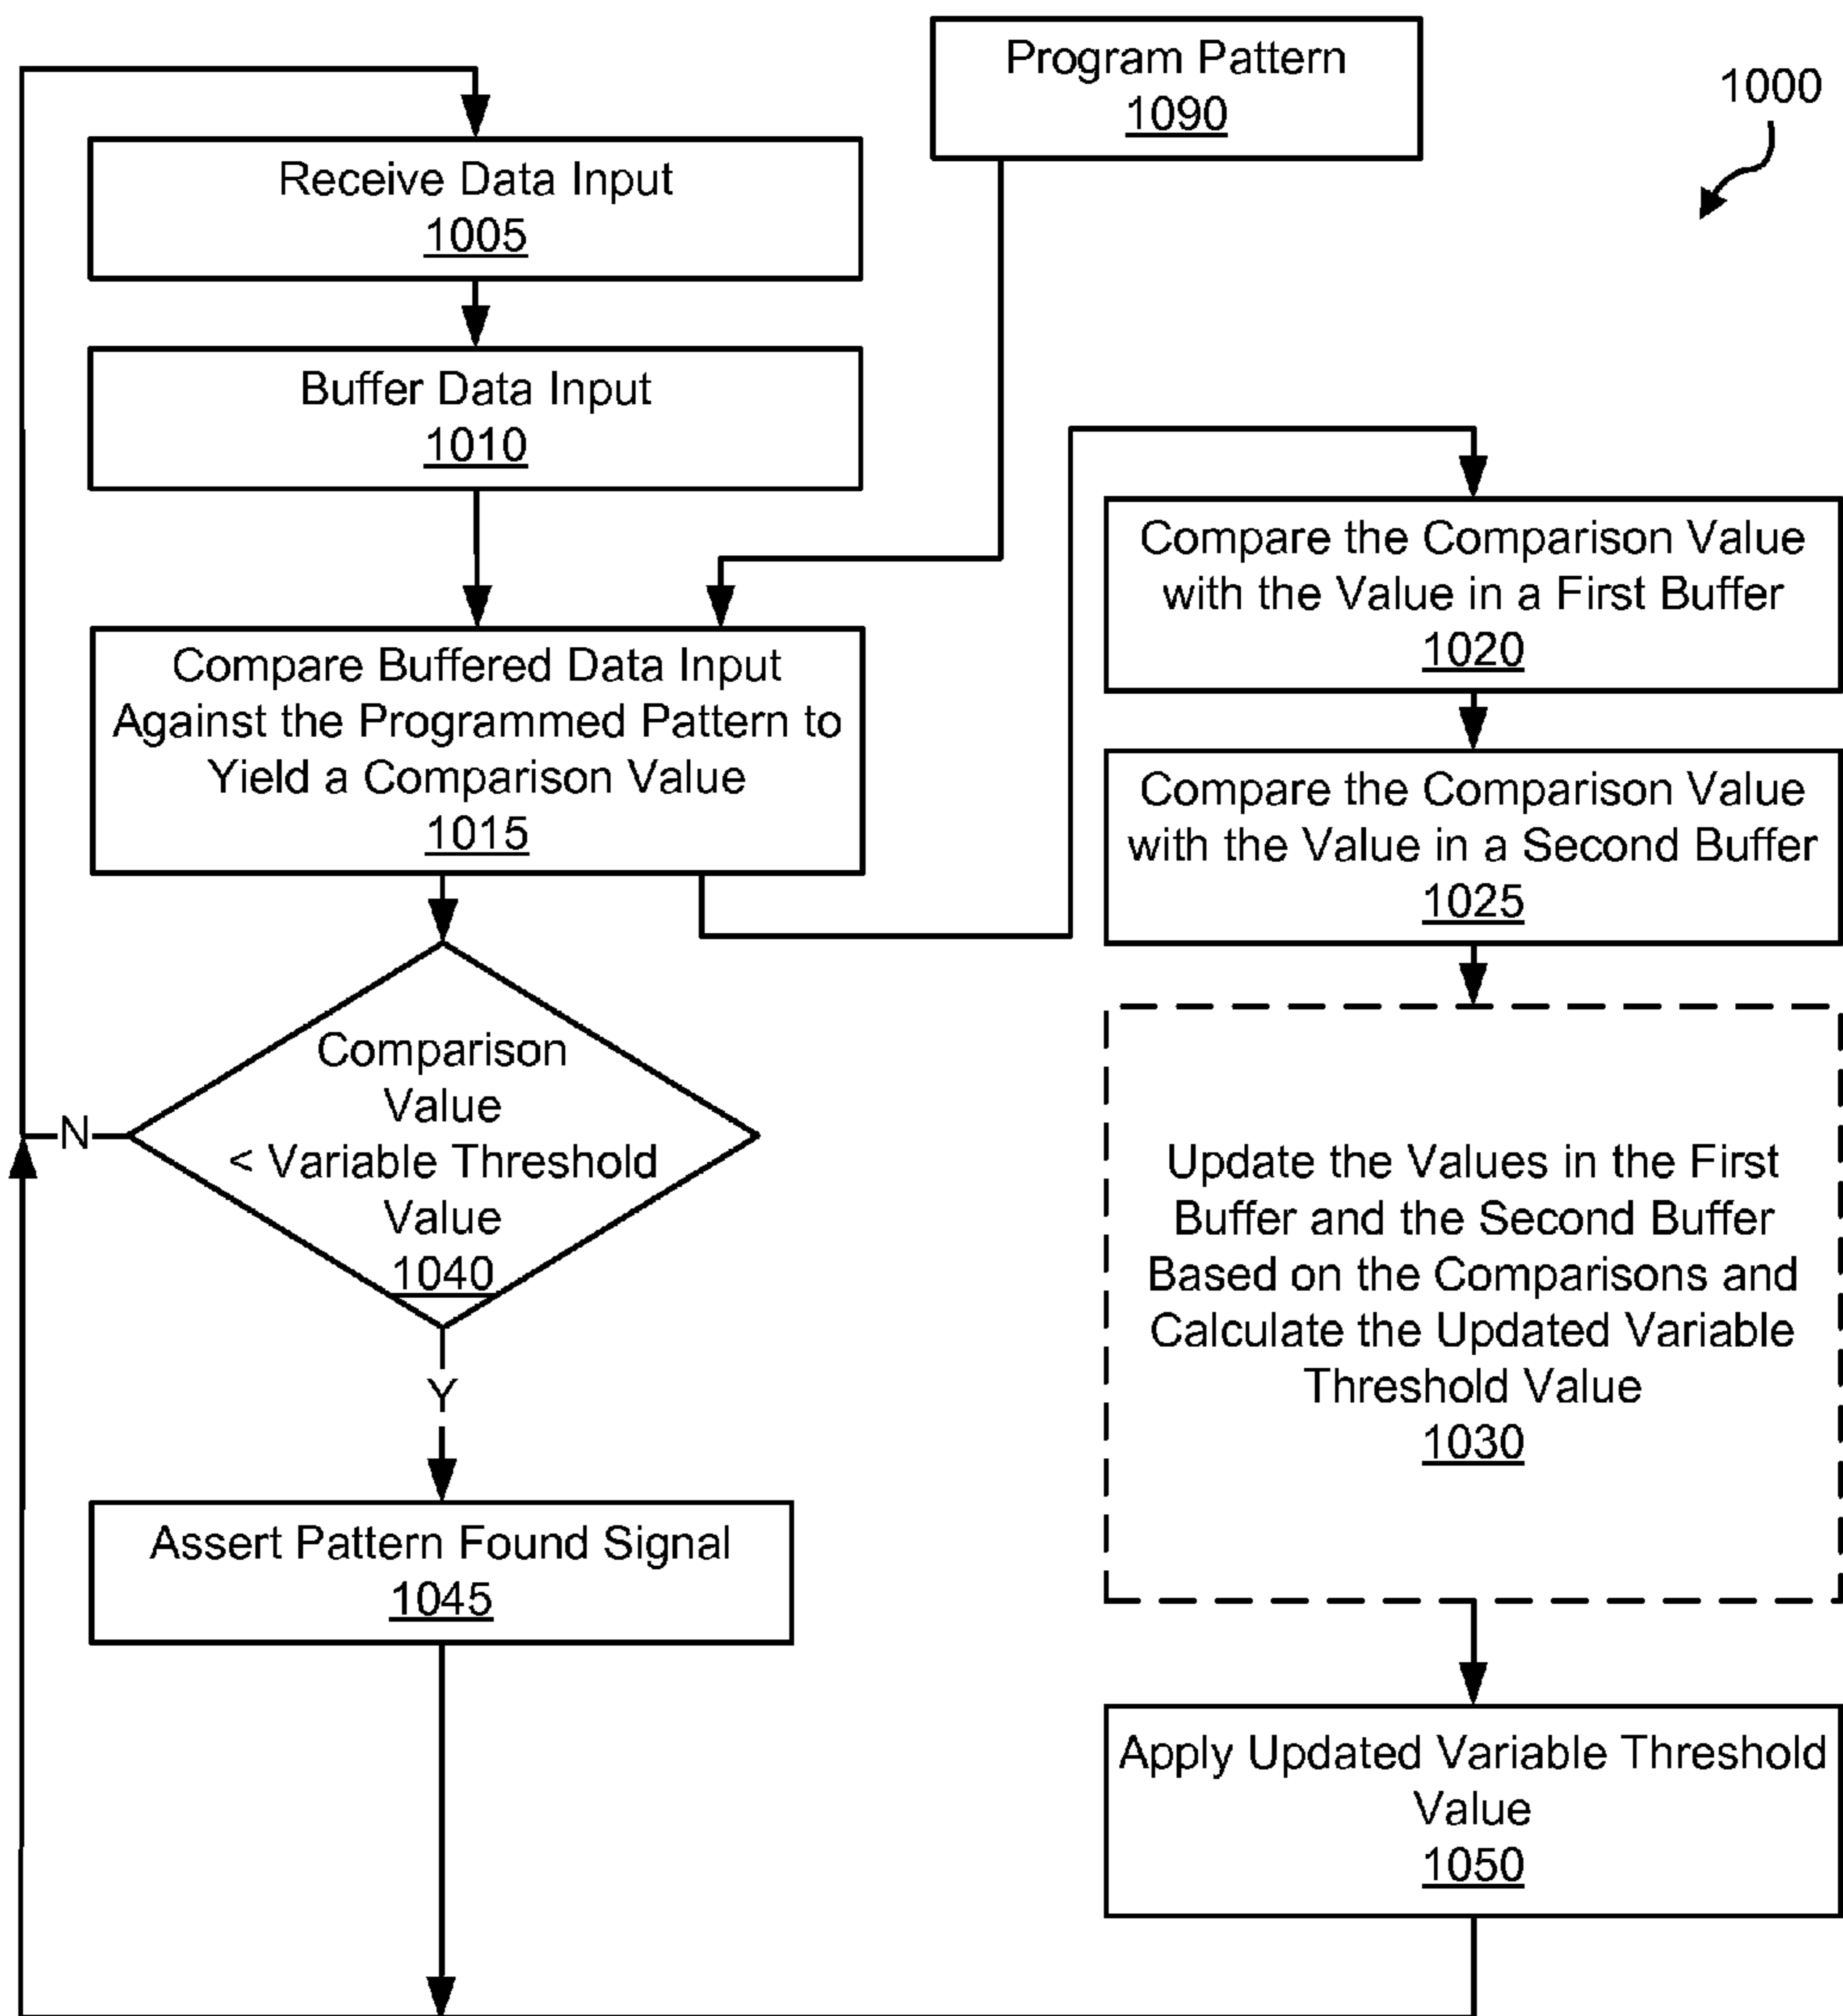 Program Pattern
1090
1000
Receive Data Input
1005
Buffer Data Input
1010
Compare Buffered Data Input
Against the Programmed Pattern to
Yield a Comparison Value
1015
Compare the Comparison Value
with the Value in a First Buffer
1020
Compare the Comparison Value
with the Value in a Second Buffer
1025
Comparison
Value
< Variable Threshold
Value
1040
N
Y
Update the Values in the First
Buffer and the Second Buffer
Based on the Comparisons and
Calculate the Updated Variable
Threshold Value
1030
Assert Pattern Found Signal
1045
Apply Updated Variable Threshold
Value
1050